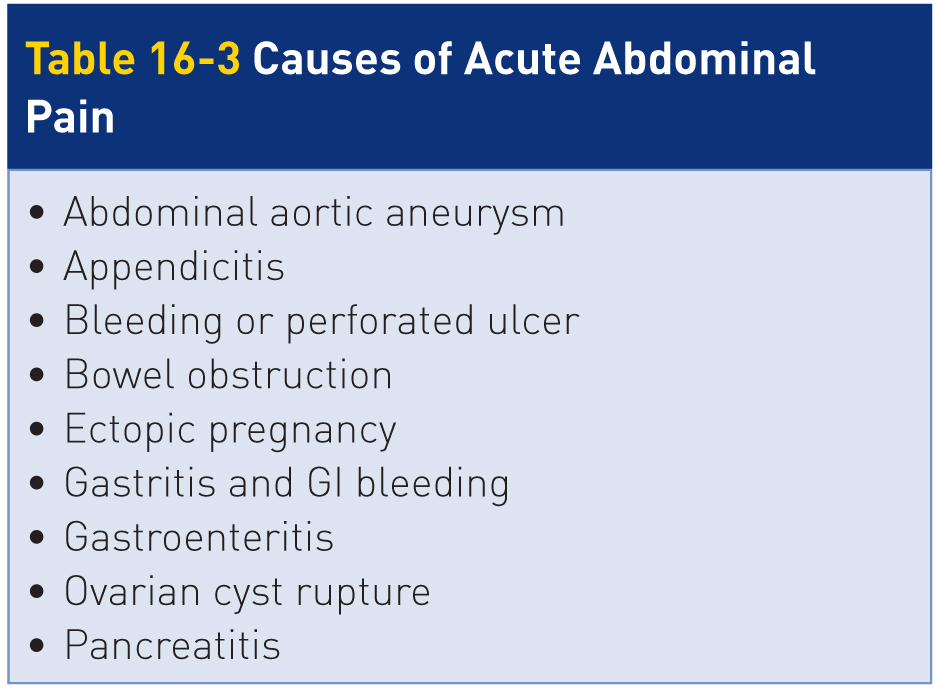 Table 16-3 Causes of Acute Abdominal
Pain
• Abdominal aortic aneurysm
• Appendicitis
• Bleeding or perforated ulcer
• Bowel obstruction
• Ectopic pregnancy
• Gastritis and GI bleeding
• Gastroenteritis
• Ovarian cyst rupture
• Pancreatitis